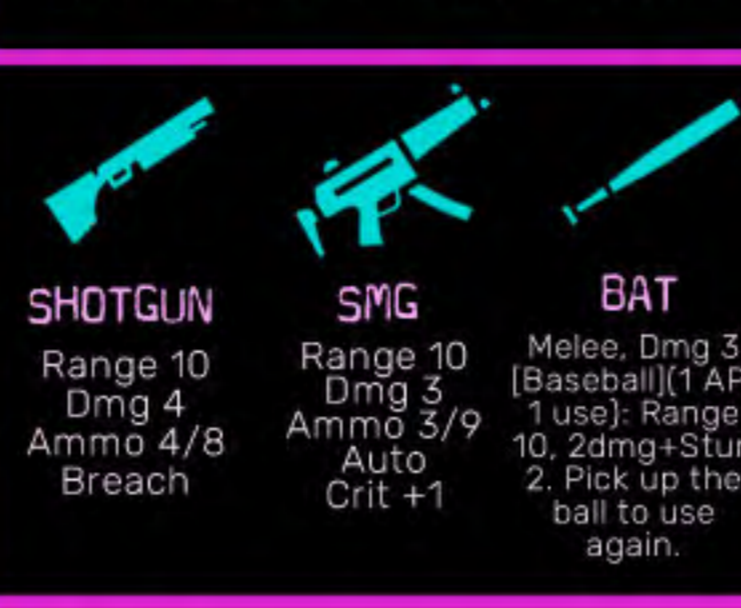 SHOTGUN
Range 10
Dmg 4
Ammo 4/8
Breach
SMG
Range 10
Dmg 3
Ammo 3/9
Auto
Crit +1
BAT
Melee, Dmg 3
[Baseball](1 AP
1 use): Range
10, 2dmg+Stun
2. Pick up the
ball to use
again.